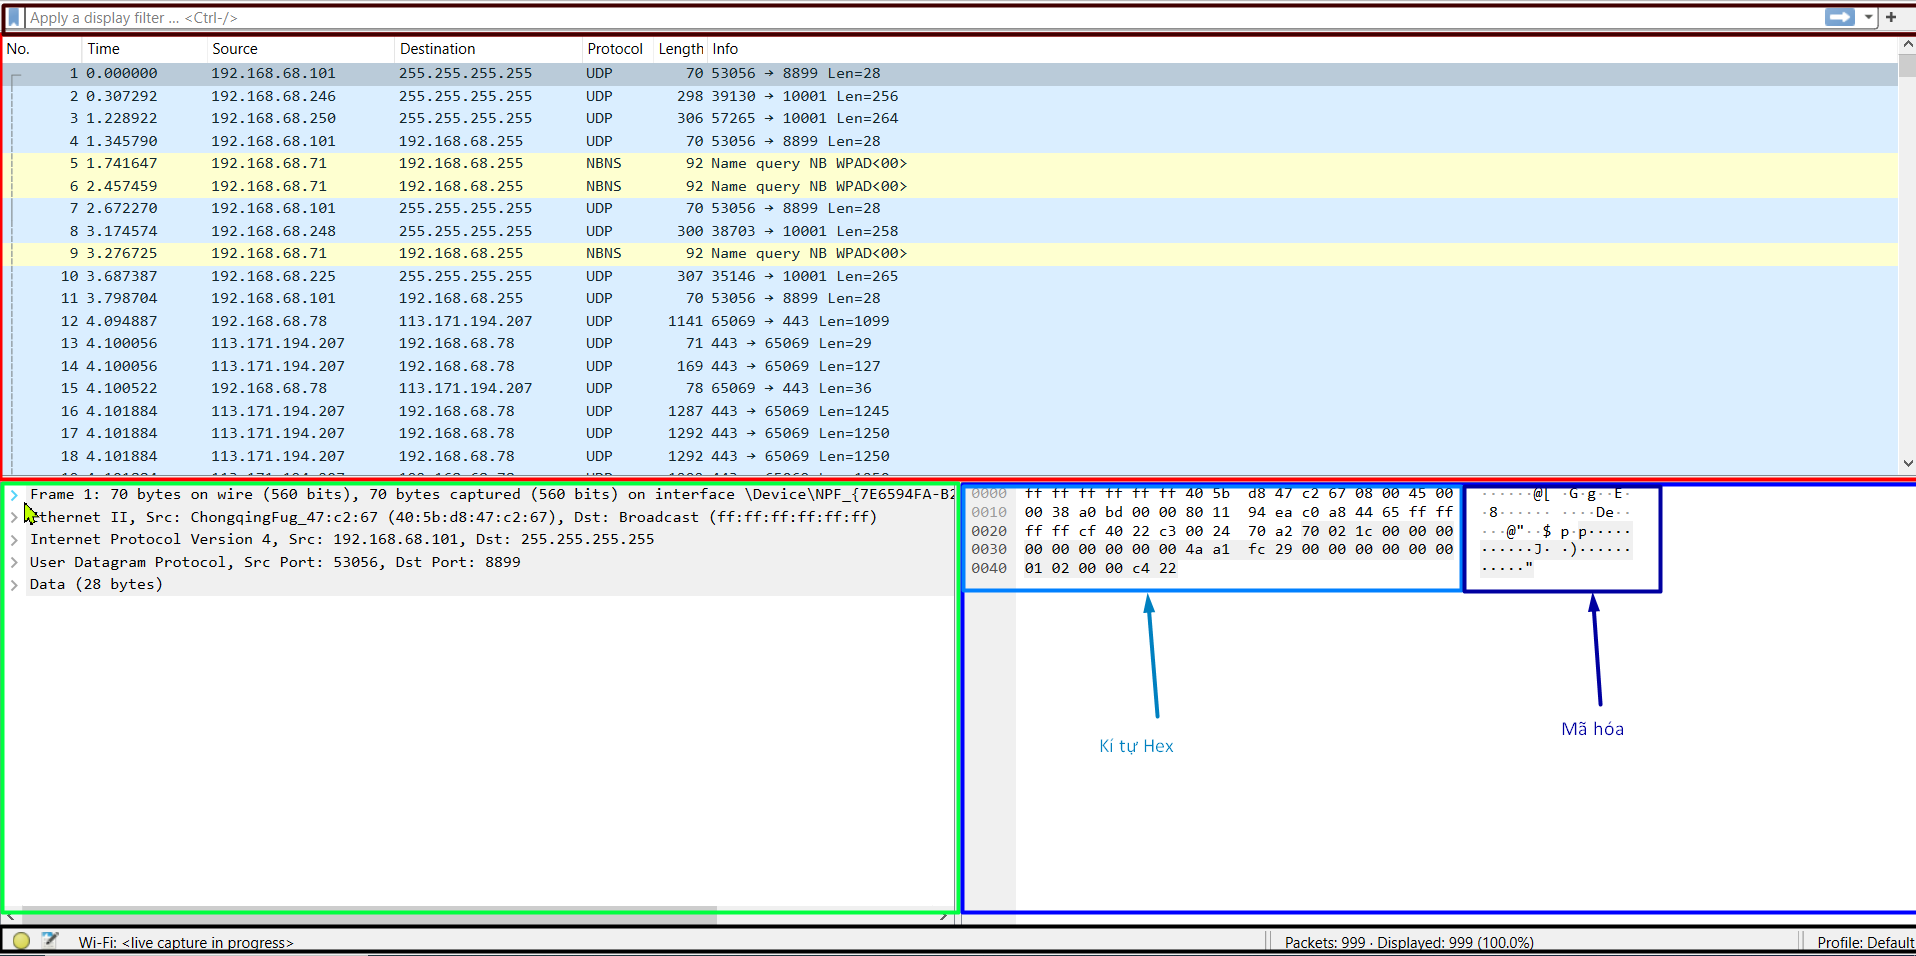 Apply a display filter ... <Ctrl-/>
No. Time Source Destination Protocol Length Info
1 0.000000 192.168.68.101 255.255.255.255 UDP 70 53056 → 8899 Len=28
2 0.307292 192.168.68.246 255.255.255.255 UDP 298 39130 → 10001 Len=256
3 1.228922 192.168.68.250 255.255.255.255 UDP 306 57265 → 10001 Len=264
4 1.345790 192.168.68.101 192.168.68.255 UDP 70 53056 → 8899 Len=28
5 1.741647 192.168.68.71 192.168.68.255 NBNS 92 Name query NB WPAD<00>
6 2.457459 192.168.68.71 192.168.68.255 NBNS 92 Name query NB WPAD<00>
7 2.672270 192.168.68.101 255.255.255.255 UDP 70 53056 → 8899 Len=28
8 3.174574 192.168.68.248 255.255.255.255 UDP 300 38703 → 10001 Len=258
9 3.276725 192.168.68.71 192.168.68.255 NBNS 92 Name query NB WPAD<00>
10 3.687387 192.168.68.225 255.255.255.255 UDP 307 35146 → 10001 Len=265
11 3.798704 192.168.68.101 192.168.68.255 UDP 70 53056 → 8899 Len=28
12 4.094887 192.168.68.78 113.171.194.207 UDP 1141 65069 → 443 Len=1099
13 4.100056 113.171.194.207 192.168.68.78 UDP 71 443 → 65069 Len=29
14 4.100056 113.171.194.207 192.168.68.78 UDP 169 443 → 65069 Len=127
15 4.100522 192.168.68.78 113.171.194.207 UDP 78 65069 → 443 Len=36
16 4.101884 113.171.194.207 192.168.68.78 UDP 1287 443 → 65069 Len=1245
17 4.101884 113.171.194.207 192.168.68.78 UDP 1292 443 → 65069 Len=1250
18 4.101884 113.171.194.207 192.168.68.78 UDP 1292 443 → 65069 Len=1250
Frame 1: 70 bytes on wire (560 bits), 70 bytes captured (560 bits) on interface \Device\NPF_{7E6594FA-B2
Ethernet II, Src: ChongqingFug_47:c2:67 (40:5b:d8:47:c2:67), Dst: Broadcast (ff:ff:ff:ff:ff:ff)
Internet Protocol Version 4, Src: 192.168.68.101, Dst: 255.255.255.255
User Datagram Protocol, Src Port: 53056, Dst Port: 8899
Data (28 bytes)
0000 ff ff ff ff ff ff 40 5b d8 47 c2 67 08 00 45 00 ······@[ ·G·g··E·
0010 00 38 a0 bd 00 00 80 11 94 ea c0 a8 44 65 ff ff ·8······ ····De··
0020 ff ff cf 40 22 c3 00 24 70 a2 70 02 1c 00 00 00 ···@"··$ p·p·····
0030 00 00 00 00 00 00 4a a1 fc 29 00 00 00 00 00 00 ······J· ·)······
0040 01 02 00 00 c4 22 ·····"
Kí tự Hex
Mã hóa
Wi-Fi: <live capture in progress>
Packets: 999 · Displayed: 999 (100.0%)
Profile: Default